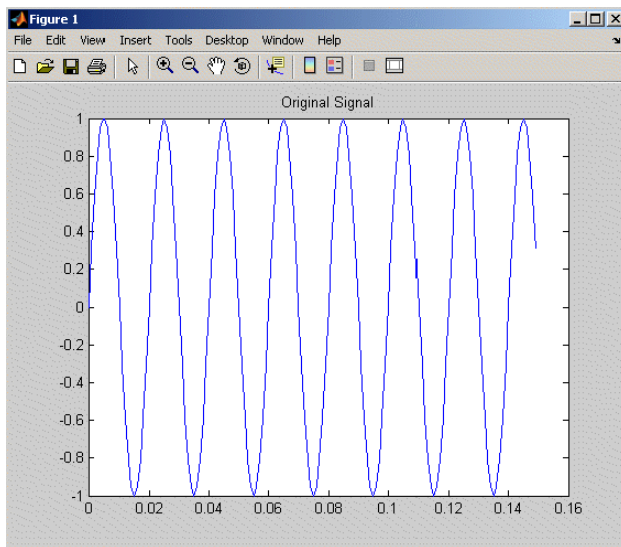 Figure 1
File Edit View Insert Tools Desktop Window Help
Original Signal
1
0.8
0.6
0.4
0.2
0
-0.2
-0.4
-0.6
-0.8
-1
0 0.02 0.04 0.06 0.08 0.1 0.12 0.14 0.16